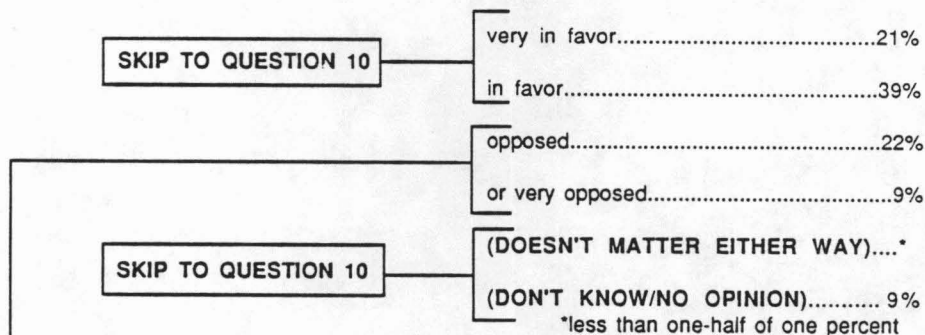 very in favor..............................................21%
SKIP TO QUESTION 10
in favor....................................................39%
opposed..................................................22%
or very opposed.........................................9%
(DOESN'T MATTER EITHER WAY)....*
SKIP TO QUESTION 10
(DON'T KNOW/NO OPINION)........... 9%
*less than one-half of one percent